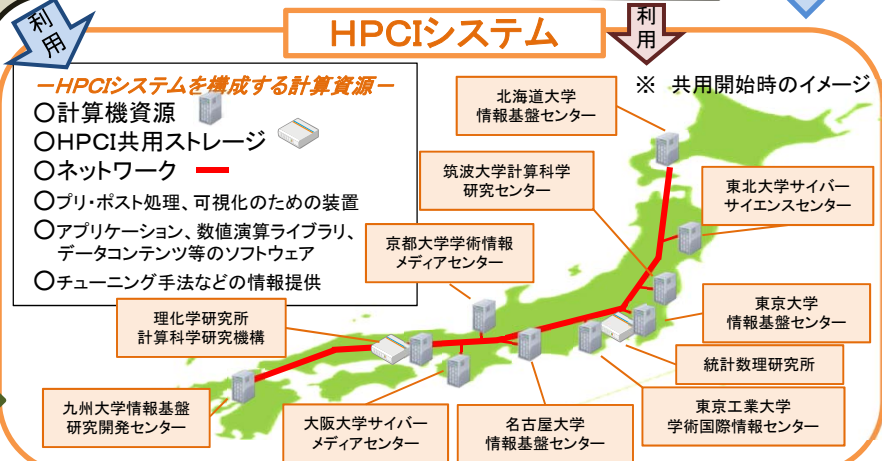 利
用
HPCIシステム
利
用
－HPCIシステムを構成する計算資源－
○計算機資源
○HPCI共用ストレージ
○ネットワーク
○プリ・ポスト処理、可視化のための装置
○アプリケーション、数値演算ライブラリ、
データコンテンツ等のソフトウェア
○チューニング手法などの情報提供
※ 共用開始時のイメージ
北海道大学
情報基盤センター
筑波大学計算科学
研究センター
東北大学サイバー
サイエンスセンター
京都大学学術情報
メディアセンター
理化学研究所
計算科学研究機構
東京大学
情報基盤センター
統計数理研究所
九州大学情報基盤
研究開発センター
大阪大学サイバー
メディアセンター
名古屋大学
情報基盤センター
東京工業大学
学術国際情報センター